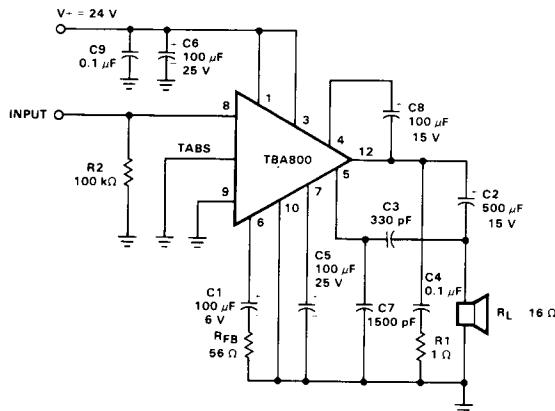 V+ = 24 V
C9
0.1 µF
C6
100 µF
25 V
INPUT
8
1
3
4
C8
100 µF
15 V
TABS
TBA800
12
R2
100 kΩ
9
6
10
7
5
C3
330 pF
C2
500 µF
15 V
C1
100 µF
6 V
C5
100 µF
25 V
C4
0.1 µF
RFB
56 Ω
C7
1500 pF
R1
1 Ω
RL 16 Ω